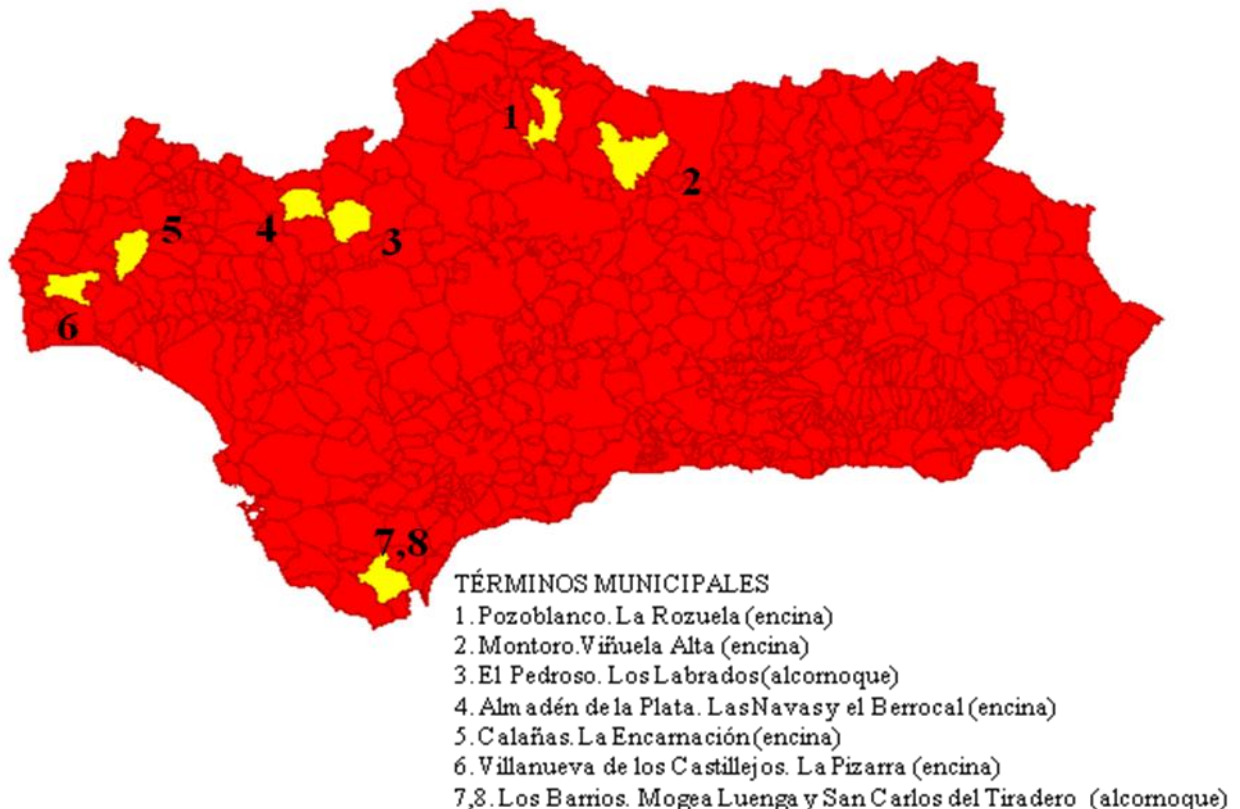 1
2
3
4
5
6
7,8
TÉRMINOS MUNICIPALES
1. Pozoblanco. La Rozuela (encina)
2. Montoro. Viñuela Alta (encina)
3. El Pedroso. Los Labrados (alcornoque)
4. Almadén de la Plata. Las Navas y el Berrocal (encina)
5. Calañas. La Encarnación (encina)
6. Villanueva de los Castillejos. La Pizarra (encina)
7,8. Los Barrios. Mogea Luenga y San Carlos del Tiradero (alcornoque)